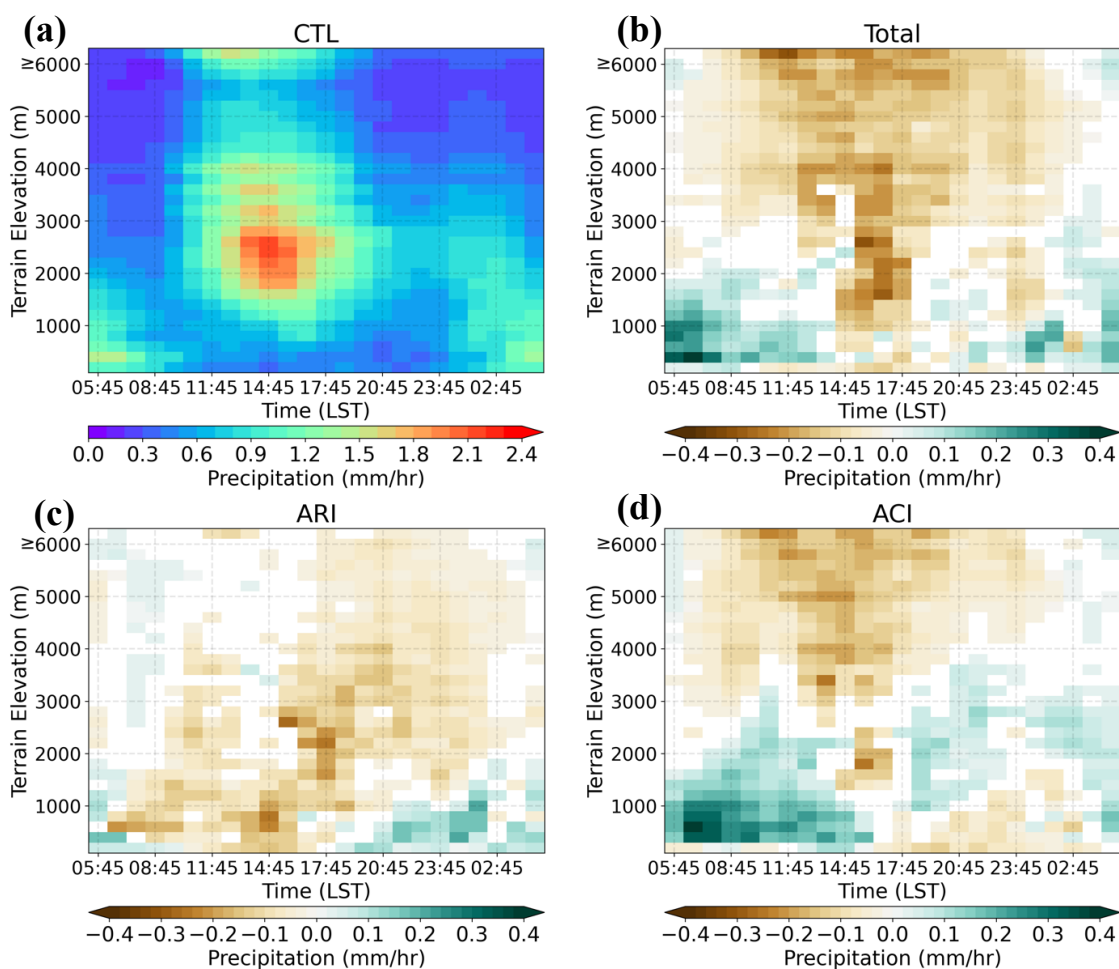 (a)
CTL
Terrain Elevation (m)
≥6000
5000
4000
3000
2000
1000
05:45 08:45 11:45 14:45 17:45 20:45 23:45 02:45
Time (LST)
0.0 0.3 0.6 0.9 1.2 1.5 1.8 2.1 2.4
Precipitation (mm/hr)
(b)
Total
Terrain Elevation (m)
≥6000
5000
4000
3000
2000
1000
05:45 08:45 11:45 14:45 17:45 20:45 23:45 02:45
Time (LST)
−0.4 −0.3 −0.2 −0.1 0.0 0.1 0.2 0.3 0.4
Precipitation (mm/hr)
(c)
ARI
Terrain Elevation (m)
≥6000
5000
4000
3000
2000
1000
05:45 08:45 11:45 14:45 17:45 20:45 23:45 02:45
Time (LST)
−0.4 −0.3 −0.2 −0.1 0.0 0.1 0.2 0.3 0.4
Precipitation (mm/hr)
(d)
ACI
Terrain Elevation (m)
≥6000
5000
4000
3000
2000
1000
05:45 08:45 11:45 14:45 17:45 20:45 23:45 02:45
Time (LST)
−0.4 −0.3 −0.2 −0.1 0.0 0.1 0.2 0.3 0.4
Precipitation (mm/hr)